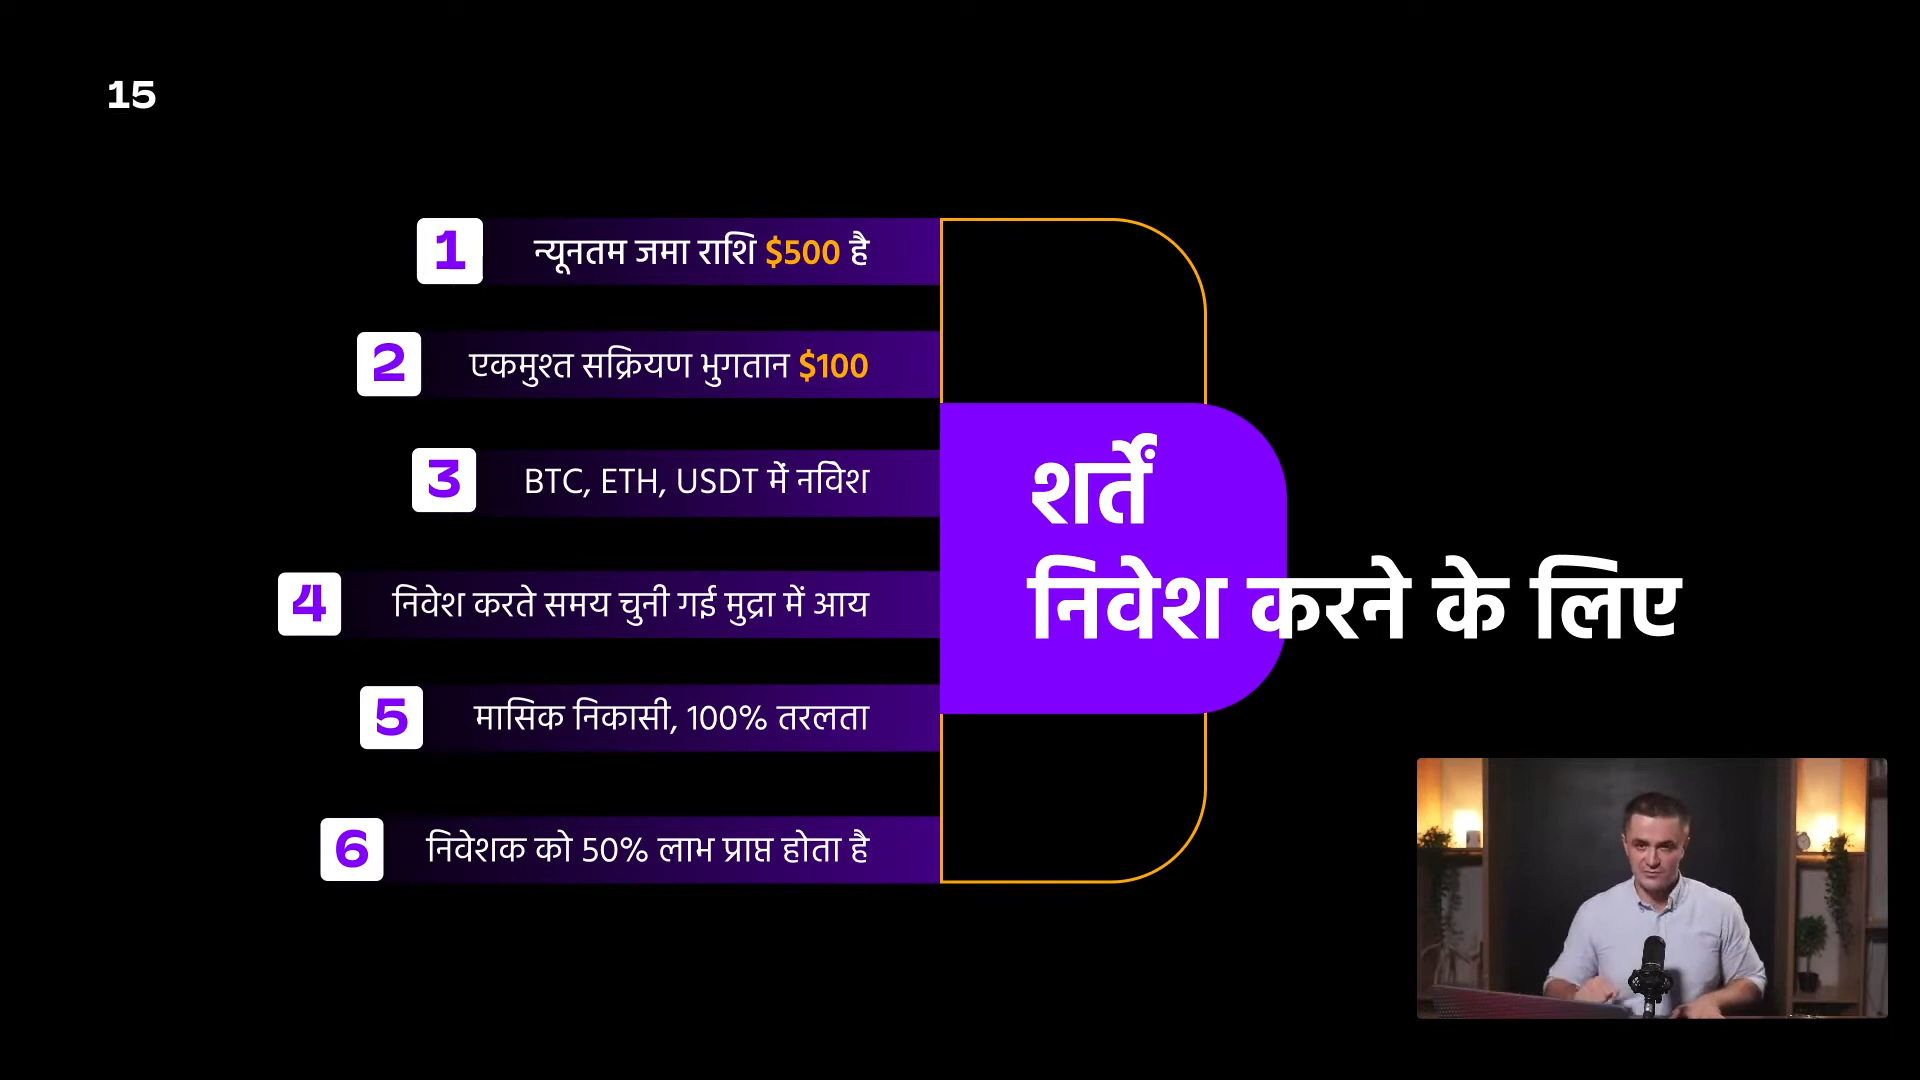 15
1 न्यूनतम जमा राशि $500 है
2 एकमुश्त सक्रियण भुगतान $100
3 BTC, ETH, USDT में नविेश
4 निवेश करते समय चुनी गई मुद्रा में आय
5 मासिक निकासी, 100% तरलता
6 निवेशक को 50% लाभ प्राप्त होता है
शर्तें
निवेश करने के लिए